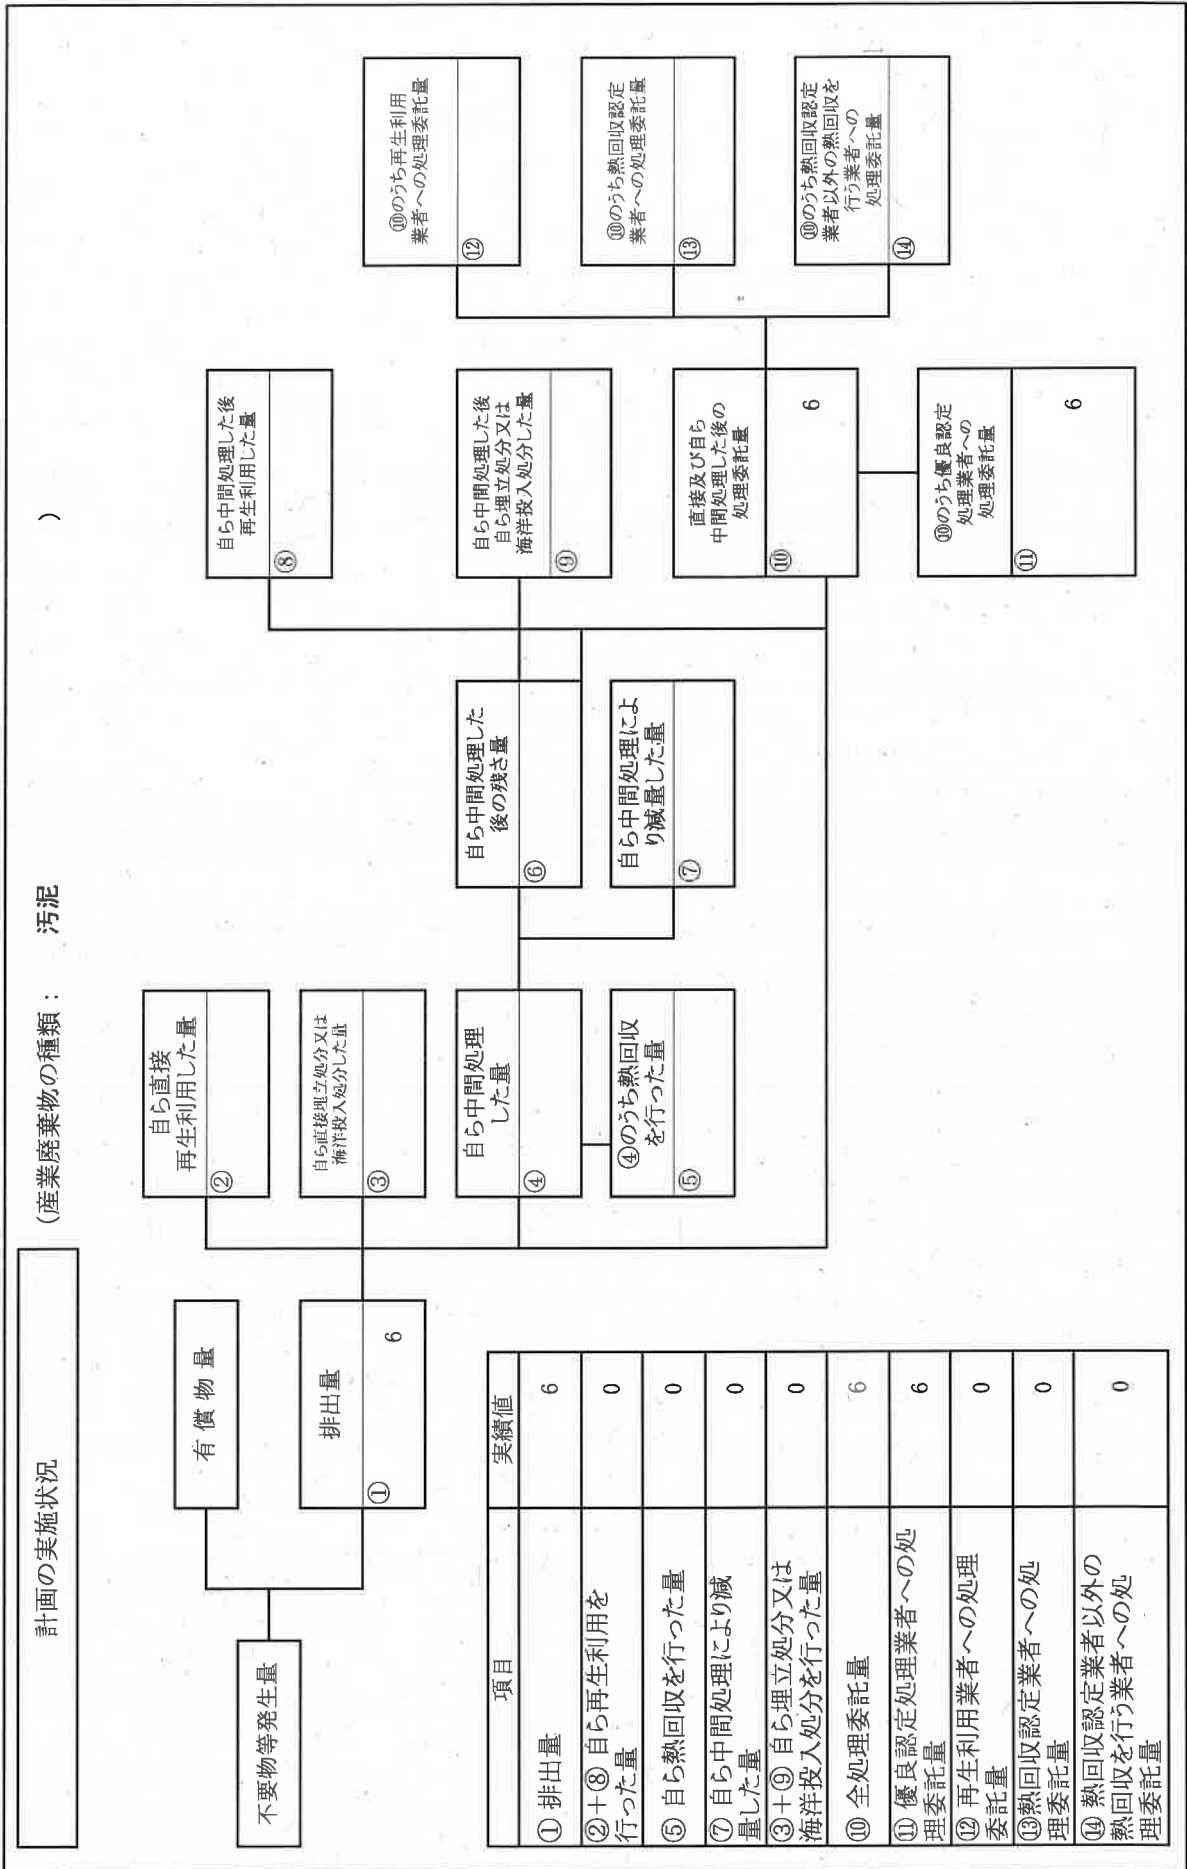 計画の実施状況
(産業廃棄物の種類： 汚泥 )
不要物等発生量
有償物量
排出量
①
6
自ら直接
再生利用した量
②
自ら直接埋立処分又は
海洋投入処分した量
③
自ら中間処理
した量
④
④のうち熱回収
を行った量
⑤
自ら中間処理した
後の残さ量
⑥
自ら中間処理によ
り減量した量
⑦
自ら中間処理した後
再生利用した量
⑧
自ら中間処理した後
自ら埋立処分又は
海洋投入処分した量
⑨
直接及び自ら
中間処理した後の
処理委託量
⑩
6
⑩のうち優良認定
処理業者への
処理委託量
⑪
6
⑩のうち再生利用
業者への処理委託量
⑫
⑩のうち熱回収認定
業者への処理委託量
⑬
⑩のうち熱回収認定
業者以外の熱回収を
行う業者への
処理委託量
⑭
項目 実績値
①排出量 6
②＋⑧ 自ら再生利用を
行った量 0
⑤ 自ら熱回収を行った量 0
⑦ 自ら中間処理により減
量した量 0
③＋⑨ 自ら埋立処分又は
海洋投入処分を行った量 0
⑩ 全処理委託量 6
⑪ 優良認定処理業者への処
理委託量 6
⑫ 再生利用業者への処理
委託量 0
⑬熱回収認定業者への処
理委託量 0
⑭ 熱回収認定業者以外の
熱回収を行う業者への処
理委託量 0